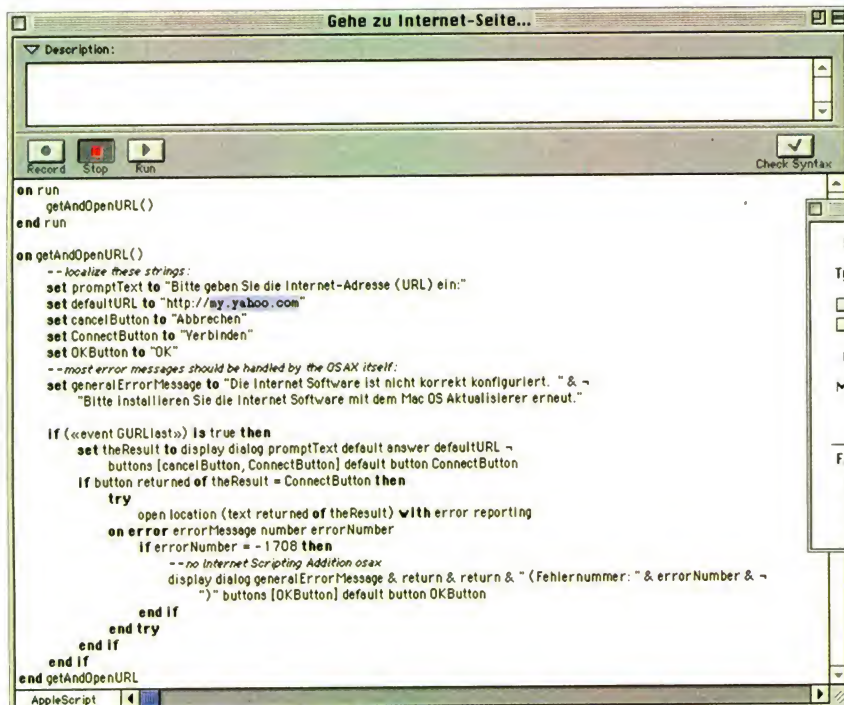 Gehe zu Internet-Seite...
Description:
Record Stop Run Check Syntax
on run
getAndOpenURL()
end run
on getAndOpenURL()
--localize these strings:
set promptText to "Bitte geben Sie die Internet-Adresse (URL) ein:"
set defaultURL to "http://my.yahoo.com"
set cancelButton to "Abbrechen"
set ConnectButton to "Verbinden"
set OKButton to "OK"
--most error messages should be handled by the OSAX itself:
set generalErrorMessage to "Die Internet Software ist nicht korrekt konfiguriert. " & ¬
"Bitte installieren Sie die Internet Software mit dem Mac OS Aktualisierer erneut."
if («event GURLlast») is true then
set theResult to display dialog promptText default answer defaultURL ¬
buttons [cancelButton, ConnectButton] default button ConnectButton
if button returned of theResult = ConnectButton then
try
open location (text returned of theResult) with error reporting
on error errorMessage number errorNumber
if errorNumber = -1708 then
--no Internet Scripting Addition osax
display dialog generalErrorMessage & return & return & " (Fehlernummer: " & errorNumber & ¬
")" buttons [OKButton] default button OKButton
end if
end try
end if
end if
end getAndOpenURL
AppleScript